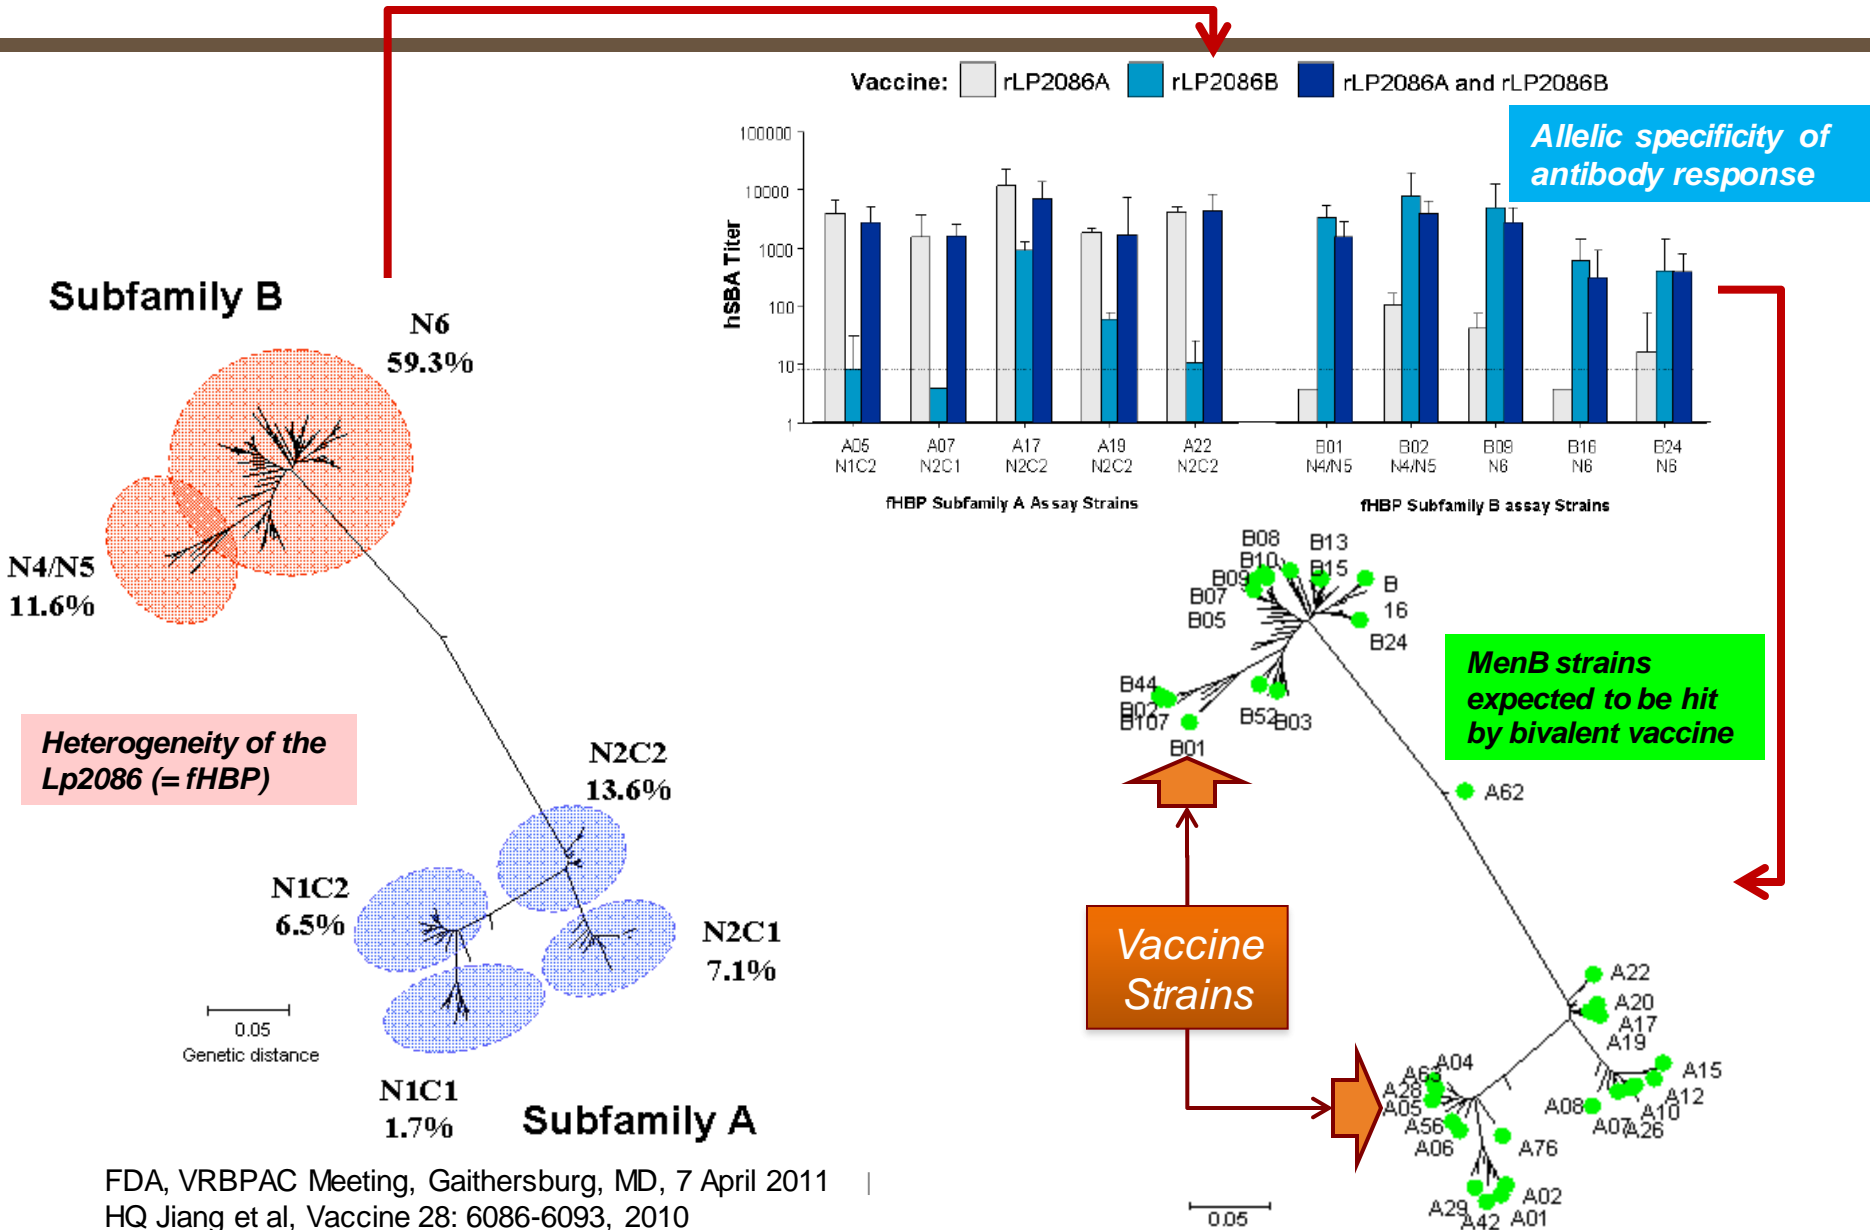 Vaccine: rLP2086A rLP2086B rLP2086A and rLP2086B
Allelic specificity of
antibody response
hSBA Titer
100000
10000
1000
100
10
1
A05 A07 A17 A19 A22 B01 B02 B09 B16 B24
N1C2 N2C1 N2C2 N2C2 N2C2 N4/N5 N4/N5 N6 N6 N6
fHBP Subfamily A Assay Strains fHBP Subfamily B assay Strains
Subfamily B
N6
59.3%
N4/N5
11.6%
Heterogeneity of the
Lp2086 (= fHBP)
N2C2
13.6%
N1C2
6.5%
N2C1
7.1%
0.05
Genetic distance
N1C1
1.7%
Subfamily A
B08
B13
B10
B15
B09
B
16
B07
B05
B24
B44
B02
B107
B52
B03
B01
MenB strains
expected to be hit
by bivalent vaccine
A62
Vaccine
Strains
A22
A20
A17
A19
A04
A63
A28
A05
A15
A12
A10
A08
A07
A26
A56
A06
A76
A02
A29
A42
A01
0.05
FDA, VRBPAC Meeting, Gaithersburg, MD, 7 April 2011 |
HQ Jiang et al, Vaccine 28: 6086-6093, 2010